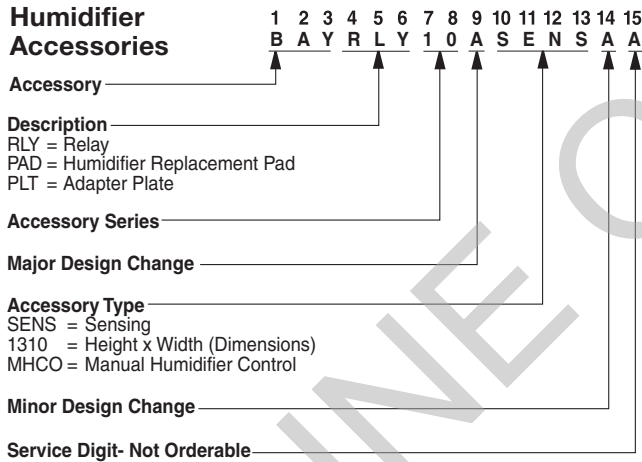 Humidifier 1 2 3 4 5 6 7 8 9 10 11 12 13 14 15
Accessories B A Y R L Y 1 0 A S E N S A A
Accessory
Description
RLY = Relay
PAD = Humidifier Replacement Pad
PLT = Adapter Plate
Accessory Series
Major Design Change
Accessory Type
SENS = Sensing
1310 = Height x Width (Dimensions)
MHCO = Manual Humidifier Control
Minor Design Change
Service Digit- Not Orderable
INE O